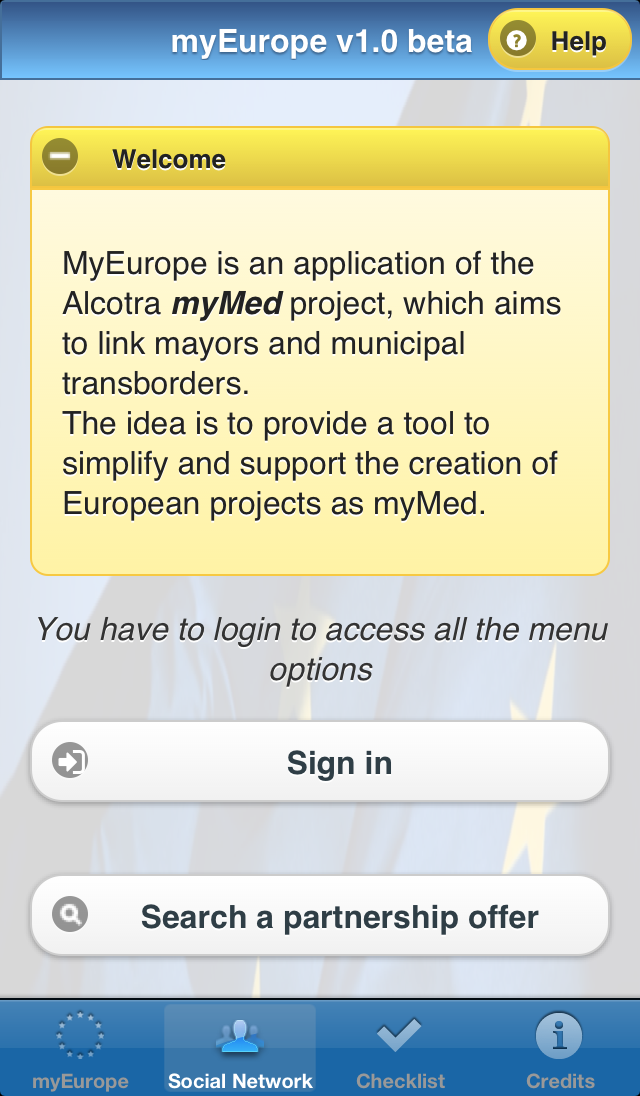 myEurope v1.0 beta
Help
Welcome
MyEurope is an application of the
Alcotra myMed project, which aims
to link mayors and municipal
transborders.
The idea is to provide a tool to
simplify and support the creation of
European projects as myMed.
You have to login to access all the menu
options
Sign in
Search a partnership offer
myEurope
Social Network
Checklist
Credits